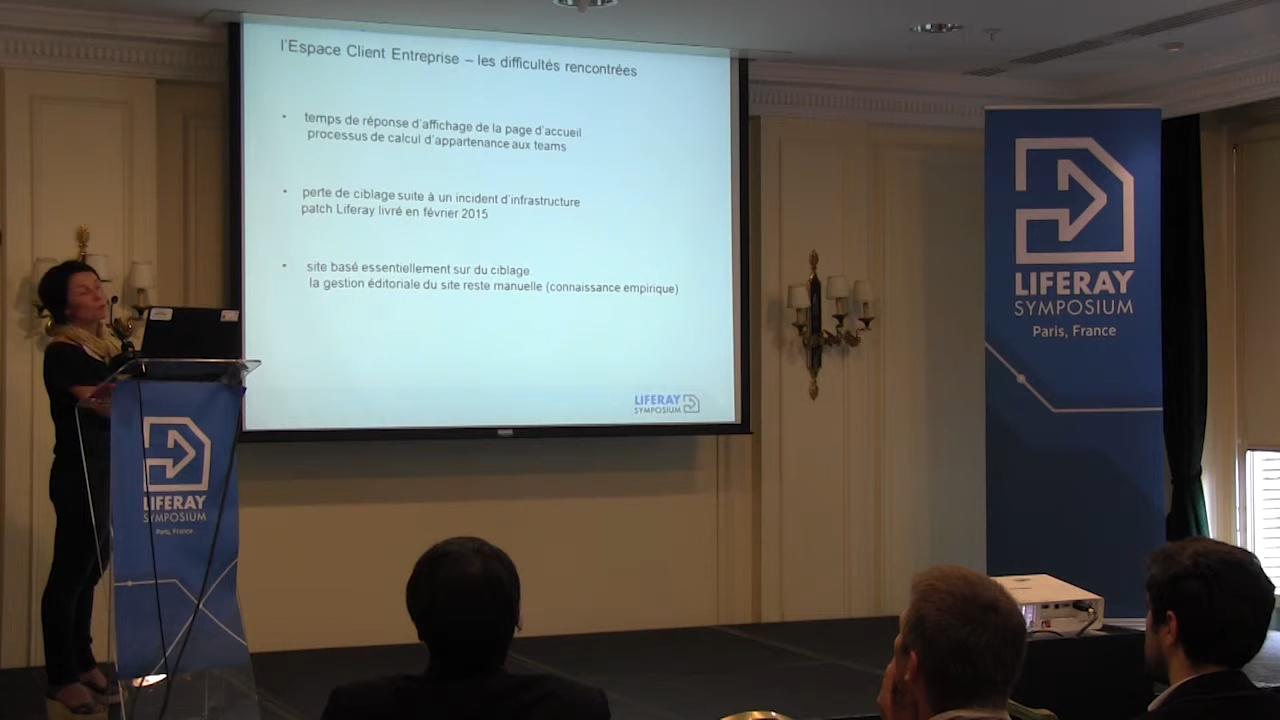 l'Espace Client Entreprise – les difficultés rencontrées
• temps de réponse d'affichage de la page d'accueil
processus de calcul d'appartenance aux teams
• perte de ciblage suite à un incident d'infrastructure
patch Liferay livré en février 2015
• site basé essentiellement sur du ciblage
la gestion éditoriale du site reste manuelle (connaissance empirique)
LIFERAY
SYMPOSIUM
LIFERAY
SYMPOSIUM
Paris, France
LIFERAY
SYMPOSIUM
Paris, France